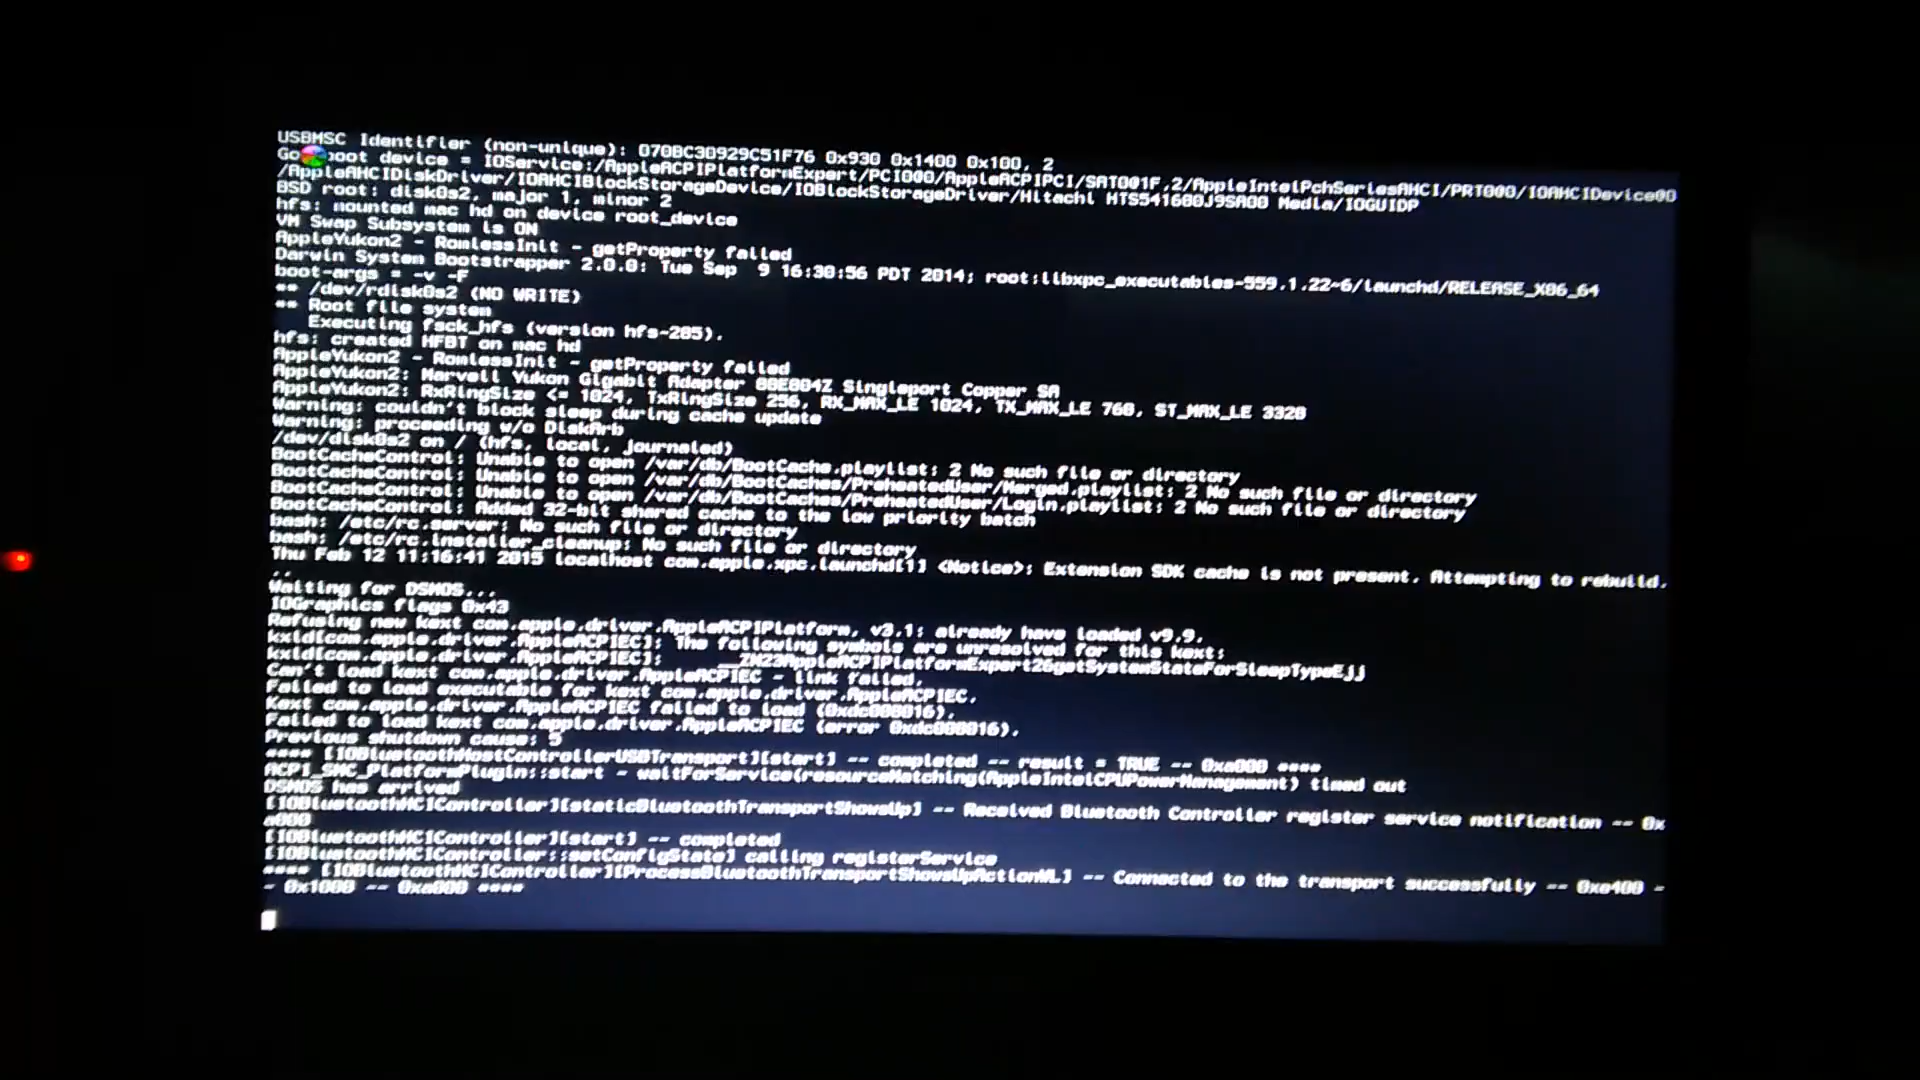 USBMSC Identifier (non-unique): 070BC30929C51F76 0x930 0x1400 0x100, 2
Go boot device = IOService:/AppleACPIPlatformExpert/PCI0@0/AppleACPIPCI/SATA@1F,2/AppleIntelPchSeriesAHCI/PRT0@0/IOAHCIDevice@0
/AppleAHCIDiskDriver/IOAHCIBlockStorageDevice/IOBlockStorageDriver/Hitachi HTS541680J9SA00 Media/IOGUIDP
BSD root: disk0s2, major 1, minor 2
hfs: mounted mac hd on device root_device
VM Swap Subsystem is ON
AppleYukon2 - RomlessInit - getProperty failed
Darwin System Bootstrapper 2.0.0: Tue Sep  9 16:30:56 PDT 2014; root:libxpc_executables-559.1.22~6/launchd/RELEASE_X86_64
boot-args = -v -F
** /dev/rdisk0s2 (NO WRITE)
** Root file system
Executing fsck_hfs (version hfs-285).
hfs: created HFBT on mac hd
AppleYukon2 - RomlessInit - getProperty failed
AppleYukon2: Marvell Yukon Gigabit Adapter 88E8042 Singleport Copper SA
AppleYukon2: RxRingSize <= 1024, TxRingSize 256, RX_MAX_LE 1024, TX_MAX_LE 768, ST_MAX_LE 3328
Warning: couldn't block sleep during cache update
Warning: proceeding w/o DiskArb
/dev/disk0s2 on / (hfs, local, journaled)
BootCacheControl: Unable to open /var/db/BootCache.playlist: 2 No such file or directory
BootCacheControl: Unable to open /var/db/BootCaches/PreheatedUser/Merged.playlist: 2 No such file or directory
BootCacheControl: Unable to open /var/db/BootCaches/PreheatedUser/Login.playlist: 2 No such file or directory
BootCacheControl: Added 32-bit shared cache to the low priority batch
bash: /etc/rc.server: No such file or directory
bash: /etc/rc.installer_cleanup: No such file or directory
Thu Feb 12 11:16:41 2015 localhost com.apple.xpc.launchd[1] <Notice>: Extension SDK cache is not present. Attempting to rebuild.
..
Waiting for DSMOS...
IOGraphics flags 0x43
Refusing new kext com.apple.driver.AppleACPIPlatform, v3.1: already have loaded v9.9.
kxld[com.apple.driver.AppleACPIEC]: The following symbols are unresolved for this kext:
kxld[com.apple.driver.AppleACPIEC]: __ZN23AppleACPIPlatformExpert26getSystemStateForSleepTypeEjj
Can't load kext com.apple.driver.AppleACPIEC - link failed.
Failed to load executable for kext com.apple.driver.AppleACPIEC.
Kext com.apple.driver.AppleACPIEC failed to load (0xdc008016).
Failed to load kext com.apple.driver.AppleACPIEC (error 0xdc008016).
Previous shutdown cause: 5
**** [IOBluetoothHostControllerUSBTransport][start] -- completed -- result = TRUE -- 0xa000 ****
ACPI_SMC_PlatformPlugin::start - waitForService(resourceMatching(AppleIntelCPUPowerManagement) timed out
DSMOS has arrived
[IOBluetoothHCIController][staticBluetoothTransportShowsUp] -- Received Bluetooth Controller register service notification -- 0x
a000
[IOBluetoothHCIController][start] -- completed
[IOBluetoothHCIController::setConfigState] calling registerService
**** [IOBluetoothHCIController][ProcessBluetoothTransportShowsUpActionWL] -- Connected to the transport successfully -- 0xe400 -
- 0x1000 -- 0xa000 ****